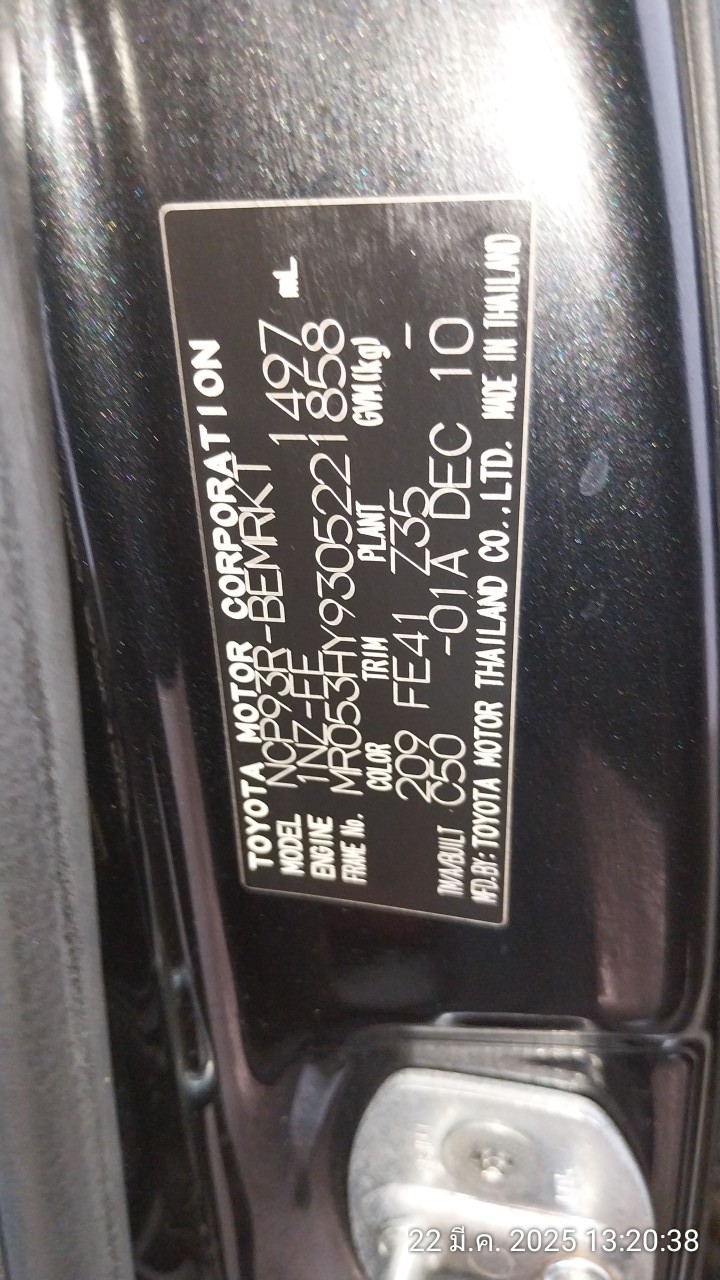 TOYOTA MOTOR CORPORATION
MODEL NCP93R-BEMRKT
ENGINE 1NZ-FE 1497 mL
FRAME No. MR053HY9305221858
COLOR TRIM PLANT GVM(kg)
209 FE41 Z35 –
TM/A/BUILT C50 -01A DEC 10
MFD.BY: TOYOTA MOTOR THAILAND CO.,LTD. MADE IN THAILAND
22 มี.ค. 2025 13:20:38